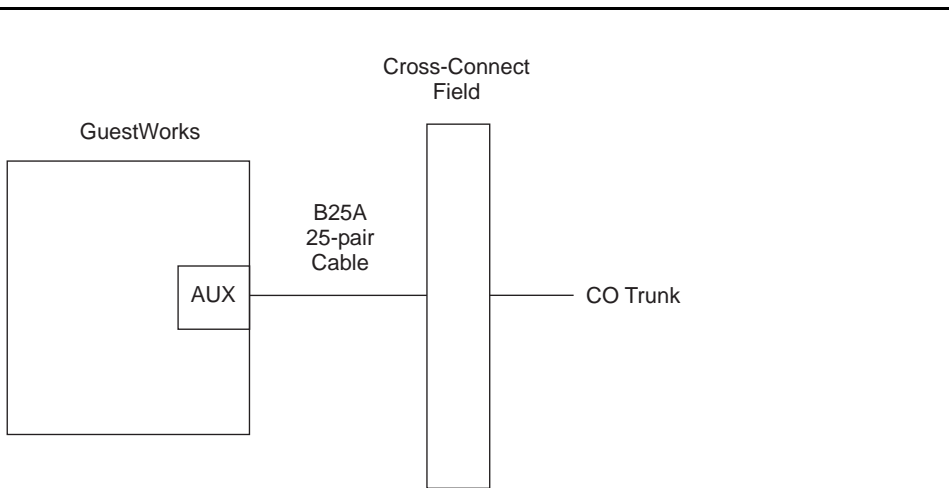 Cross-Connect
Field
GuestWorks
B25A
25-pair
Cable
AUX
CO Trunk